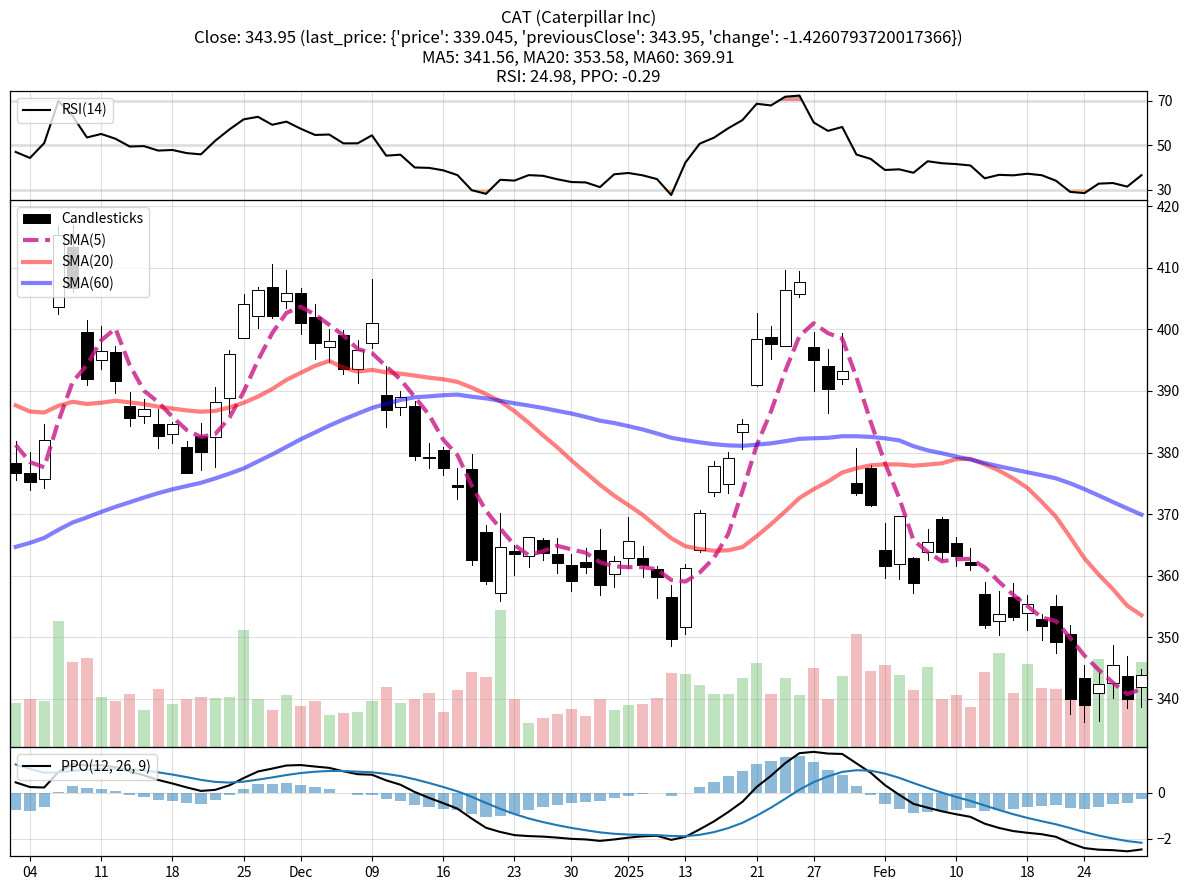 CAT (Caterpillar Inc)
Close: 343.95 (last_price: {'price': 339.045, 'previousClose': 343.95, 'change': -1.4260793720017366})
MA5: 341.56, MA20: 353.58, MA60: 369.91
RSI: 24.98, PPO: -0.29
RSI(14)
70
50
30
Candlesticks
SMA(5)
SMA(20)
SMA(60)
420
410
400
390
380
370
360
350
340
PPO(12, 26, 9)
0
−2
04 11 18 25 Dec 09 16 23 30 2025 13 21 27 Feb 10 18 24